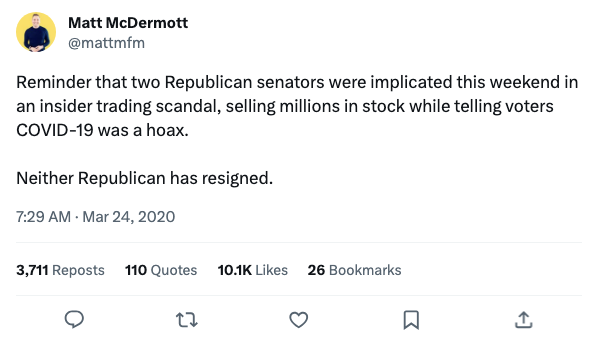 Matt McDermott
@mattmfm
Reminder that two Republican senators were implicated this weekend in
an insider trading scandal, selling millions in stock while telling voters
COVID-19 was a hoax.
Neither Republican has resigned.
7:29 AM · Mar 24, 2020
3,711 Reposts 110 Quotes 10.1K Likes 26 Bookmarks